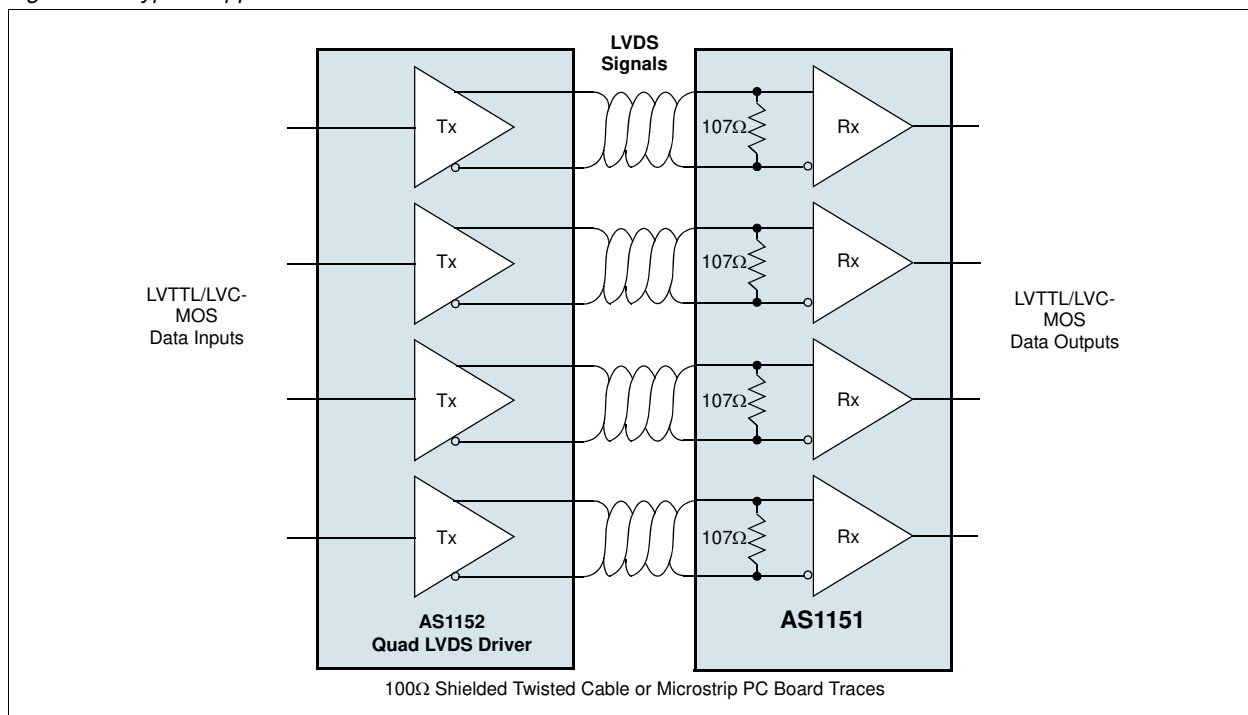 LVDS
Signals
Tx
107Ω
Rx
Tx
107Ω
Rx
LVTTL/LVC-
MOS
Data Inputs
LVTTL/LVC-
MOS
Data Outputs
Tx
107Ω
Rx
Tx
107Ω
Rx
AS1152
Quad LVDS Driver
AS1151
100Ω Shielded Twisted Cable or Microstrip PC Board Traces